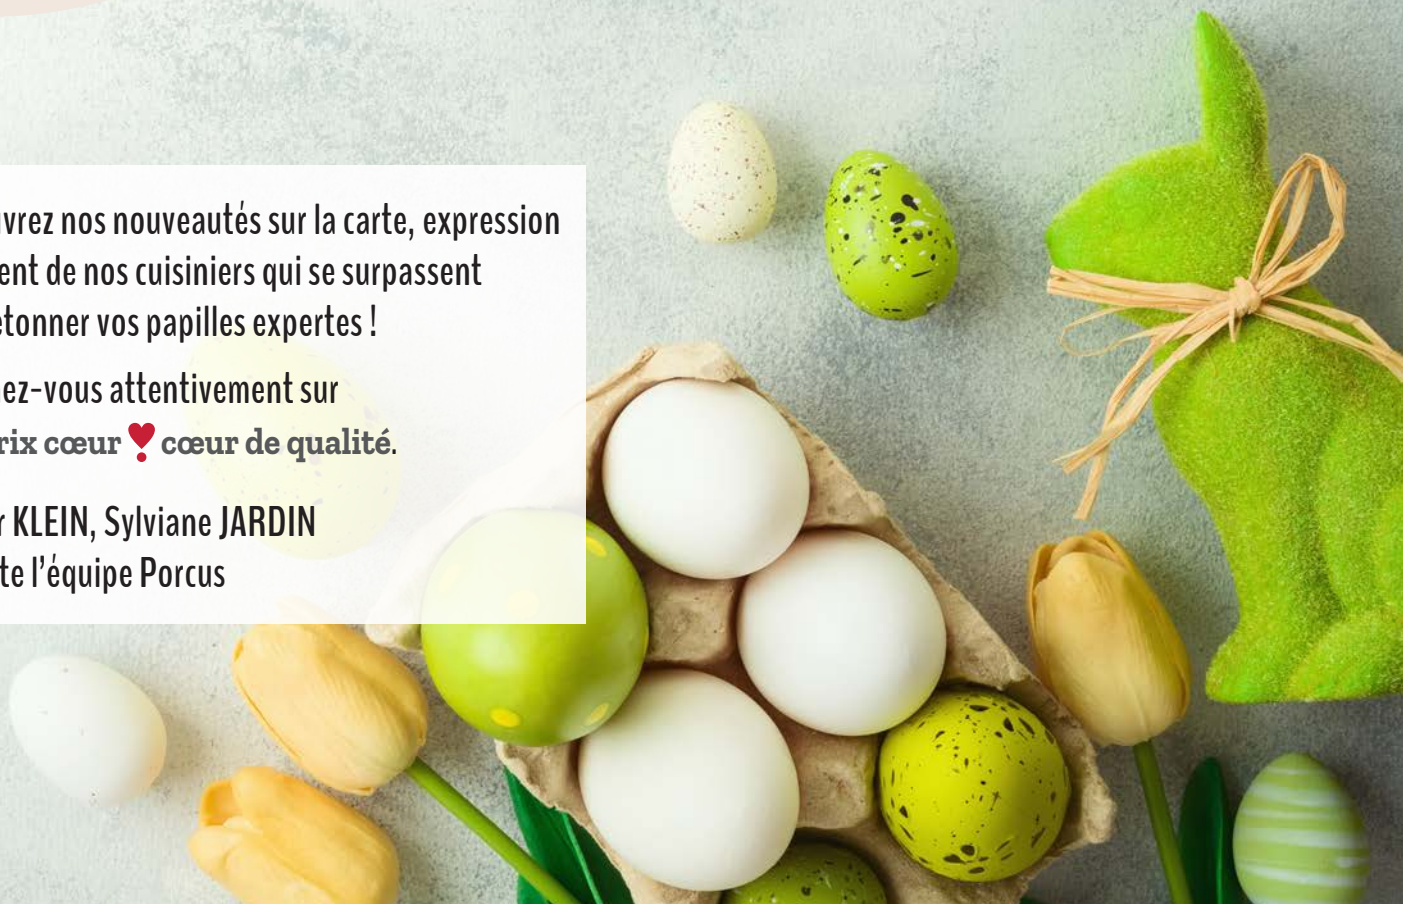 vrez nos nouveautés sur la carte, expression
ent de nos cuisiniers qui se surpassent
étonner vos papilles expertes !
ez-vous attentivement sur
rix cœur ❣ cœur de qualité.
r KLEIN, Sylviane JARDIN
te l’équipe Porcus